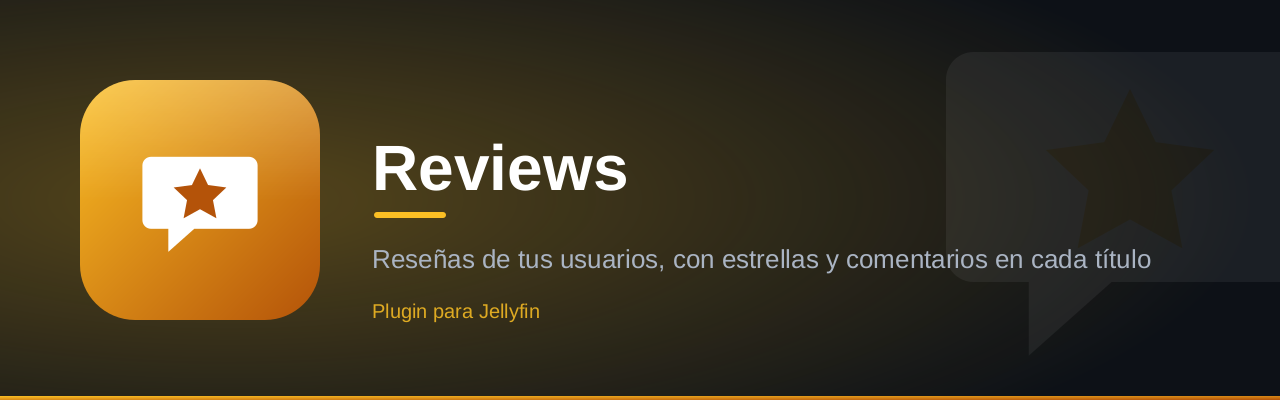 Reviews
Reseñas de tus usuarios, con estrellas y comentarios en cada título
Plugin para Jellyfin